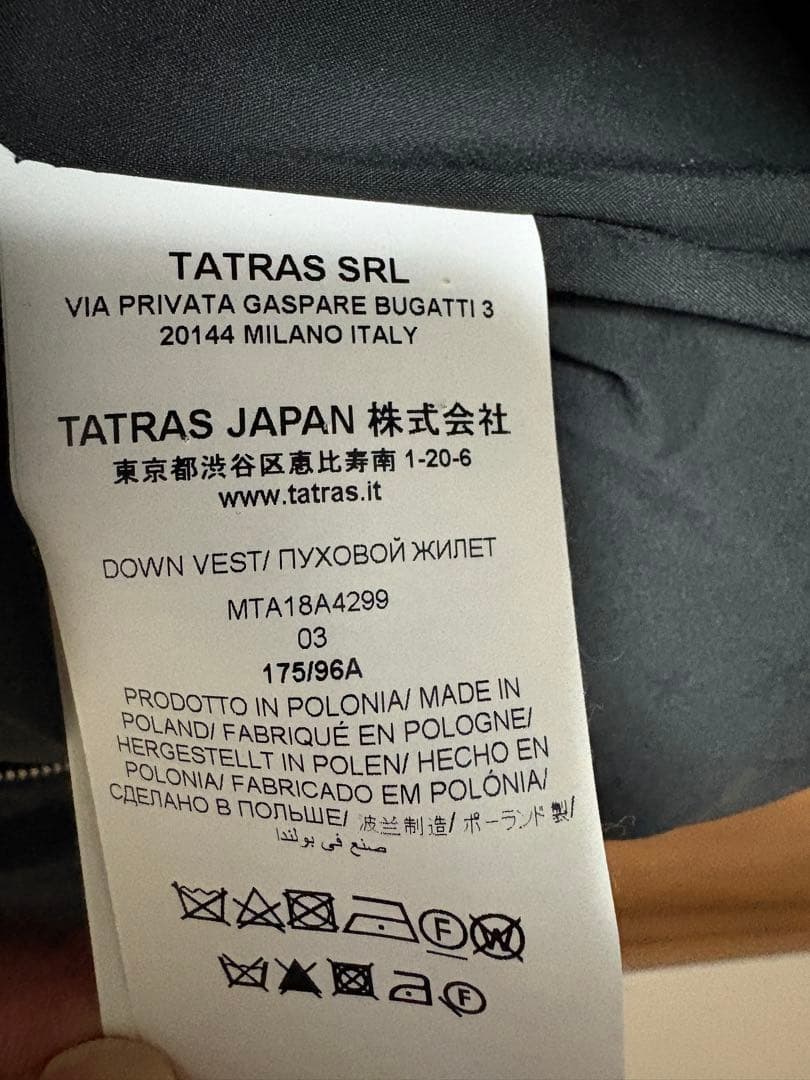 TATRAS SRL
VIA PRIVATA GASPARE BUGATTI 3
20144 MILANO ITALY
TATRAS JAPAN 株式会社
東京都渋谷区恵比寿南 1-20-6
www.tatras.it
DOWN VEST/ ПУХОВОЙ ЖИЛЕТ
MTA18A4299
03
175/96A
PRODOTTO IN POLONIA/ MADE IN
POLAND/ FABRIQUÉ EN POLOGNE/
HERGESTELLT IN POLEN/ HECHO EN
POLONIA/ FABRICADO EM POLÓNIA/
СДЕЛАНО В ПОЛЬШЕ/ 波兰制造/ ポーランド製/
صنع في بولندا
F W
F